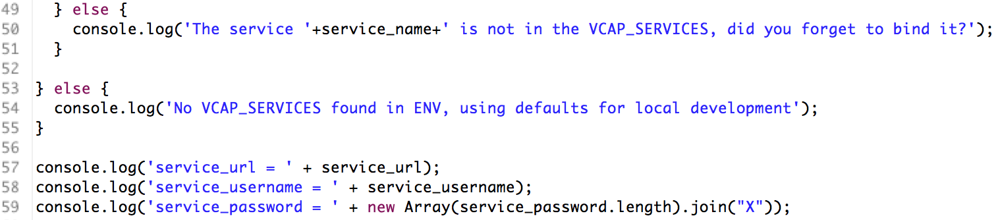 49 } else {
50 console.log('The service '+service_name+' is not in the VCAP_SERVICES, did you forget to bind it?');
51 }
52
53 } else {
54 console.log('No VCAP_SERVICES found in ENV, using defaults for local development');
55 }
56
57 console.log('service_url = ' + service_url);
58 console.log('service_username = ' + service_username);
59 console.log('service_password = ' + new Array(service_password.length).join("X"));